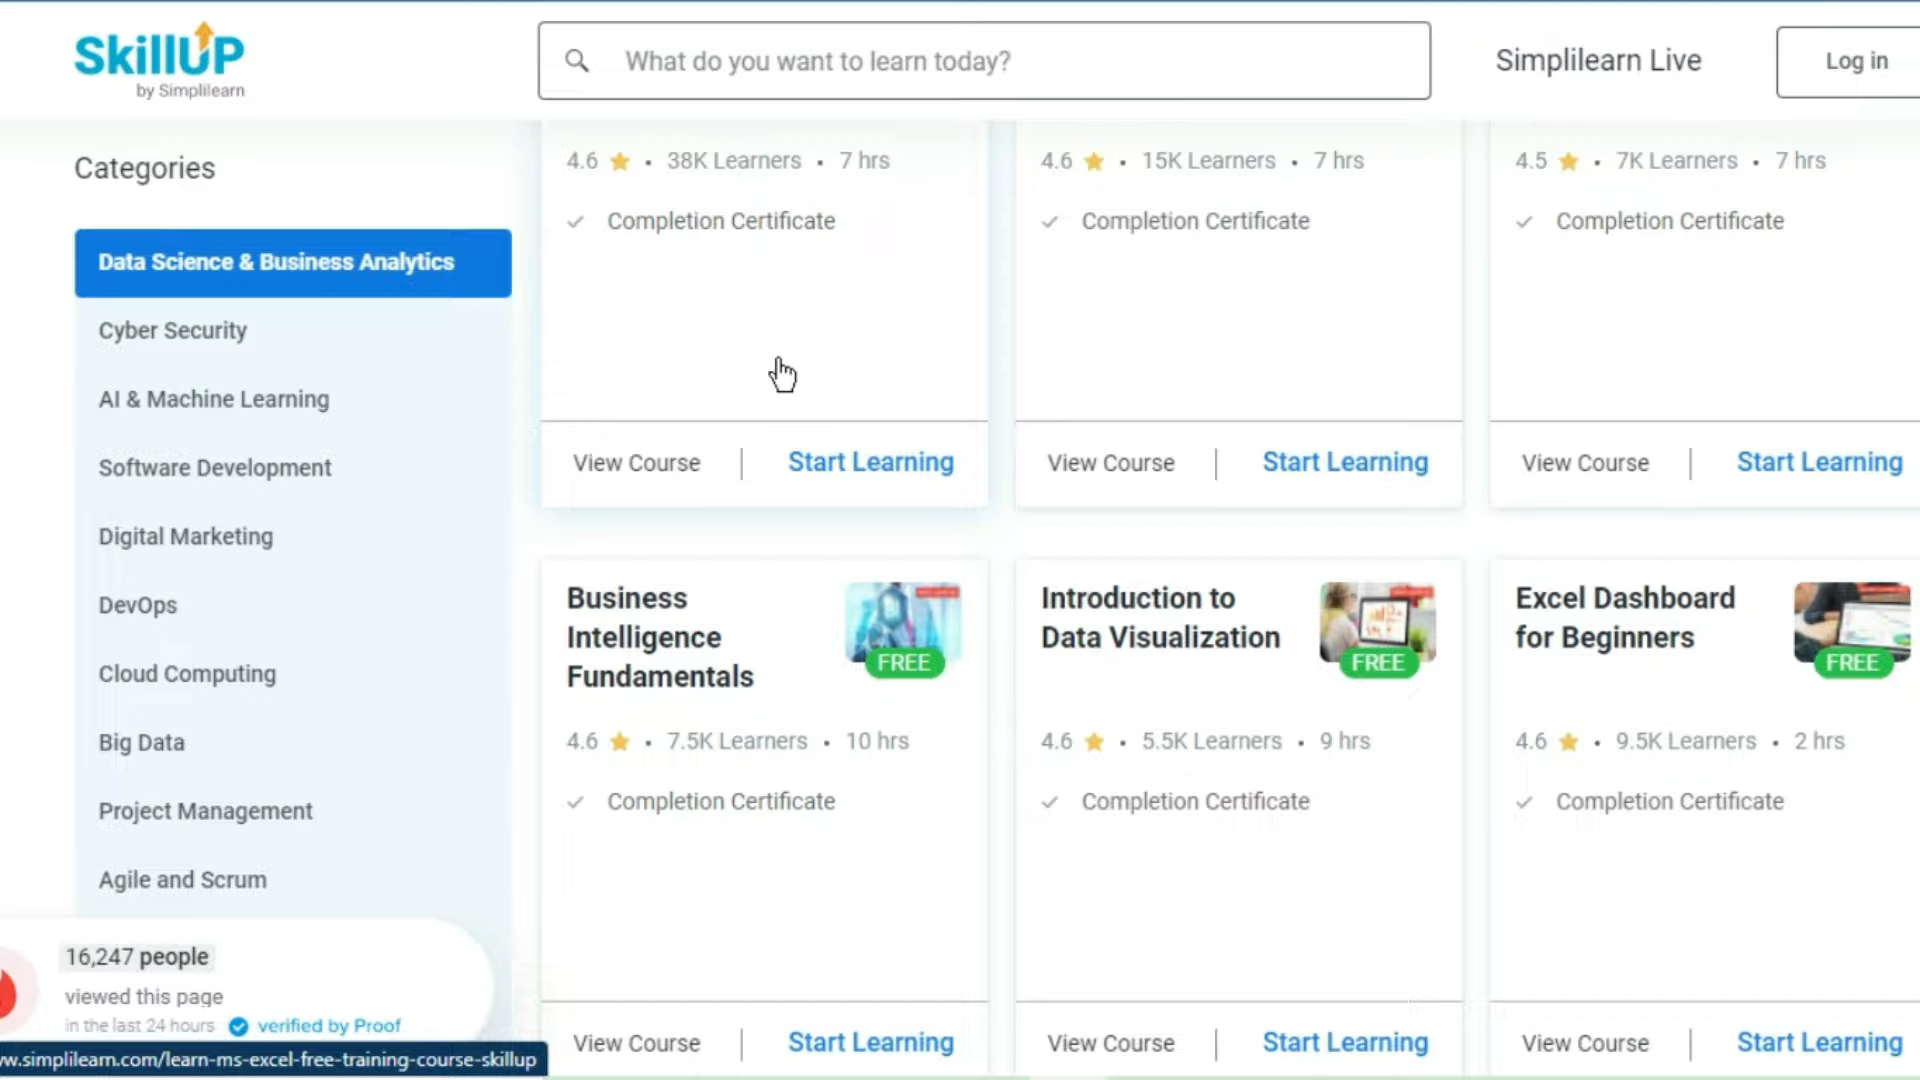 SkillUP
by Simplilearn
What do you want to learn today?
Simplilearn Live
Log in
Categories
Data Science & Business Analytics
Cyber Security
AI & Machine Learning
Software Development
Digital Marketing
DevOps
Cloud Computing
Big Data
Project Management
Agile and Scrum
4.6 • 38K Learners • 7 hrs
Completion Certificate
View Course | Start Learning
4.6 • 15K Learners • 7 hrs
Completion Certificate
View Course | Start Learning
4.5 • 7K Learners • 7 hrs
Completion Certificate
View Course | Start Learning
Business
Intelligence
Fundamentals
FREE
4.6 • 7.5K Learners • 10 hrs
Completion Certificate
View Course | Start Learning
Introduction to
Data Visualization
FREE
4.6 • 5.5K Learners • 9 hrs
Completion Certificate
View Course | Start Learning
Excel Dashboard
for Beginners
FREE
4.6 • 9.5K Learners • 2 hrs
Completion Certificate
View Course | Start Learning
16,247 people
viewed this page
in the last 24 hours verified by Proof
w.simplilearn.com/learn-ms-excel-free-training-course-skillup